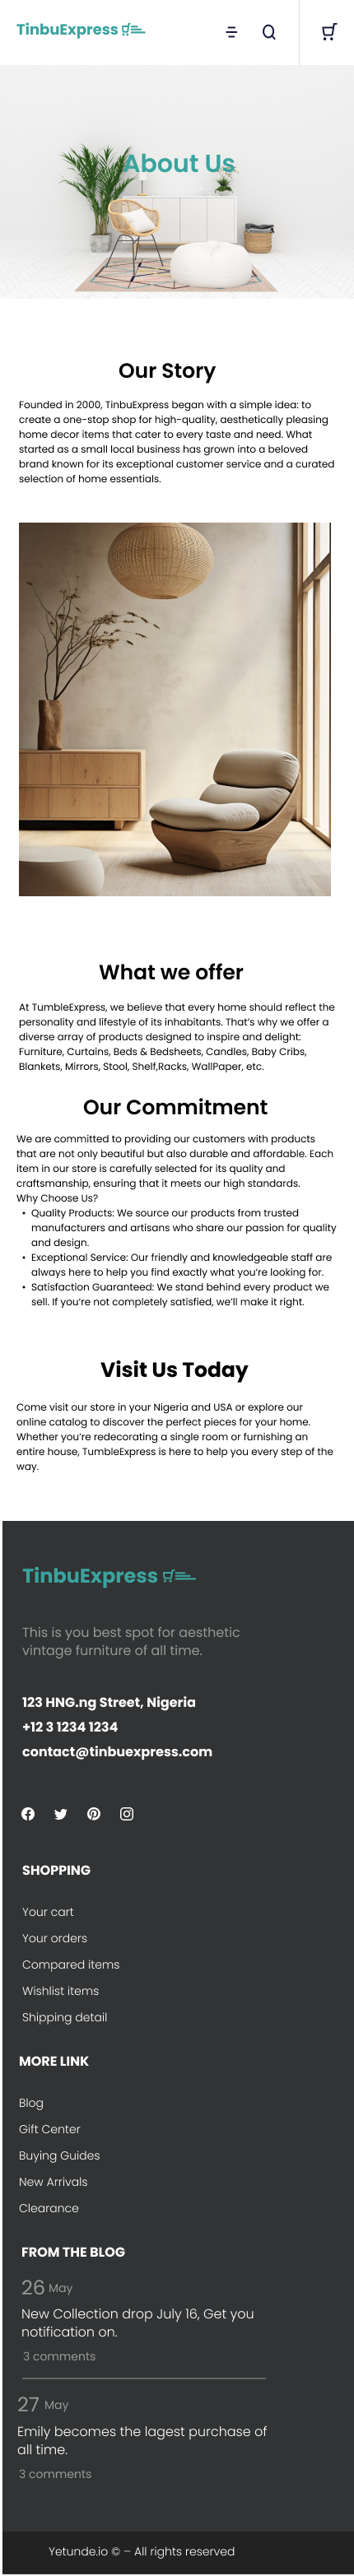 TinbuExpress
About Us
Our Story
Founded in 2000, TinbuExpress began with a simple idea: to
create a one-stop shop for high-quality, aesthetically pleasing
home decor items that cater to every taste and need. What
started as a small local business has grown into a beloved
brand known for its exceptional customer service and a curated
selection of home essentials.
What we offer
At TumbleExpress, we believe that every home should reflect the
personality and lifestyle of its inhabitants. That's why we offer a
diverse array of products designed to inspire and delight:
Furniture, Curtains, Beds & Bedsheets, Candles, Baby Cribs,
Blankets, Mirrors, Stool, Shelf,Racks, WallPaper, etc.
Our Commitment
We are committed to providing our customers with products
that are not only beautiful but also durable and affordable. Each
item in our store is carefully selected for its quality and
craftsmanship, ensuring that it meets our high standards.
Why Choose Us?
• Quality Products: We source our products from trusted
manufacturers and artisans who share our passion for quality
and design.
• Exceptional Service: Our friendly and knowledgeable staff are
always here to help you find exactly what you're looking for.
• Satisfaction Guaranteed: We stand behind every product we
sell. If you're not completely satisfied, we'll make it right.
Visit Us Today
Come visit our store in your Nigeria and USA or explore our
online catalog to discover the perfect pieces for your home.
Whether you're redecorating a single room or furnishing an
entire house, TumbleExpress is here to help you every step of the
way.
TinbuExpress
This is you best spot for aesthetic
vintage furniture of all time.
123 HNG.ng Street, Nigeria
+12 3 1234 1234
contact@tinbuexpress.com
SHOPPING
Your cart
Your orders
Compared items
Wishlist items
Shipping detail
MORE LINK
Blog
Gift Center
Buying Guides
New Arrivals
Clearance
FROM THE BLOG
26 May
New Collection drop July 16, Get you
notification on.
3 comments
27 May
Emily becomes the lagest purchase of
all time.
3 comments
Yetunde.io © – All rights reserved